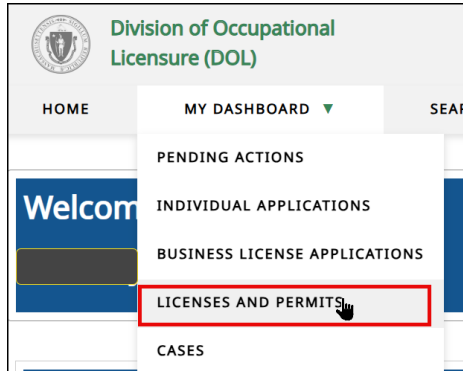 Division of Occupational
Licensure (DOL)
HOME
MY DASHBOARD ▼
SEAR
PENDING ACTIONS
INDIVIDUAL APPLICATIONS
BUSINESS LICENSE APPLICATIONS
LICENSES AND PERMITS
CASES
Welcom